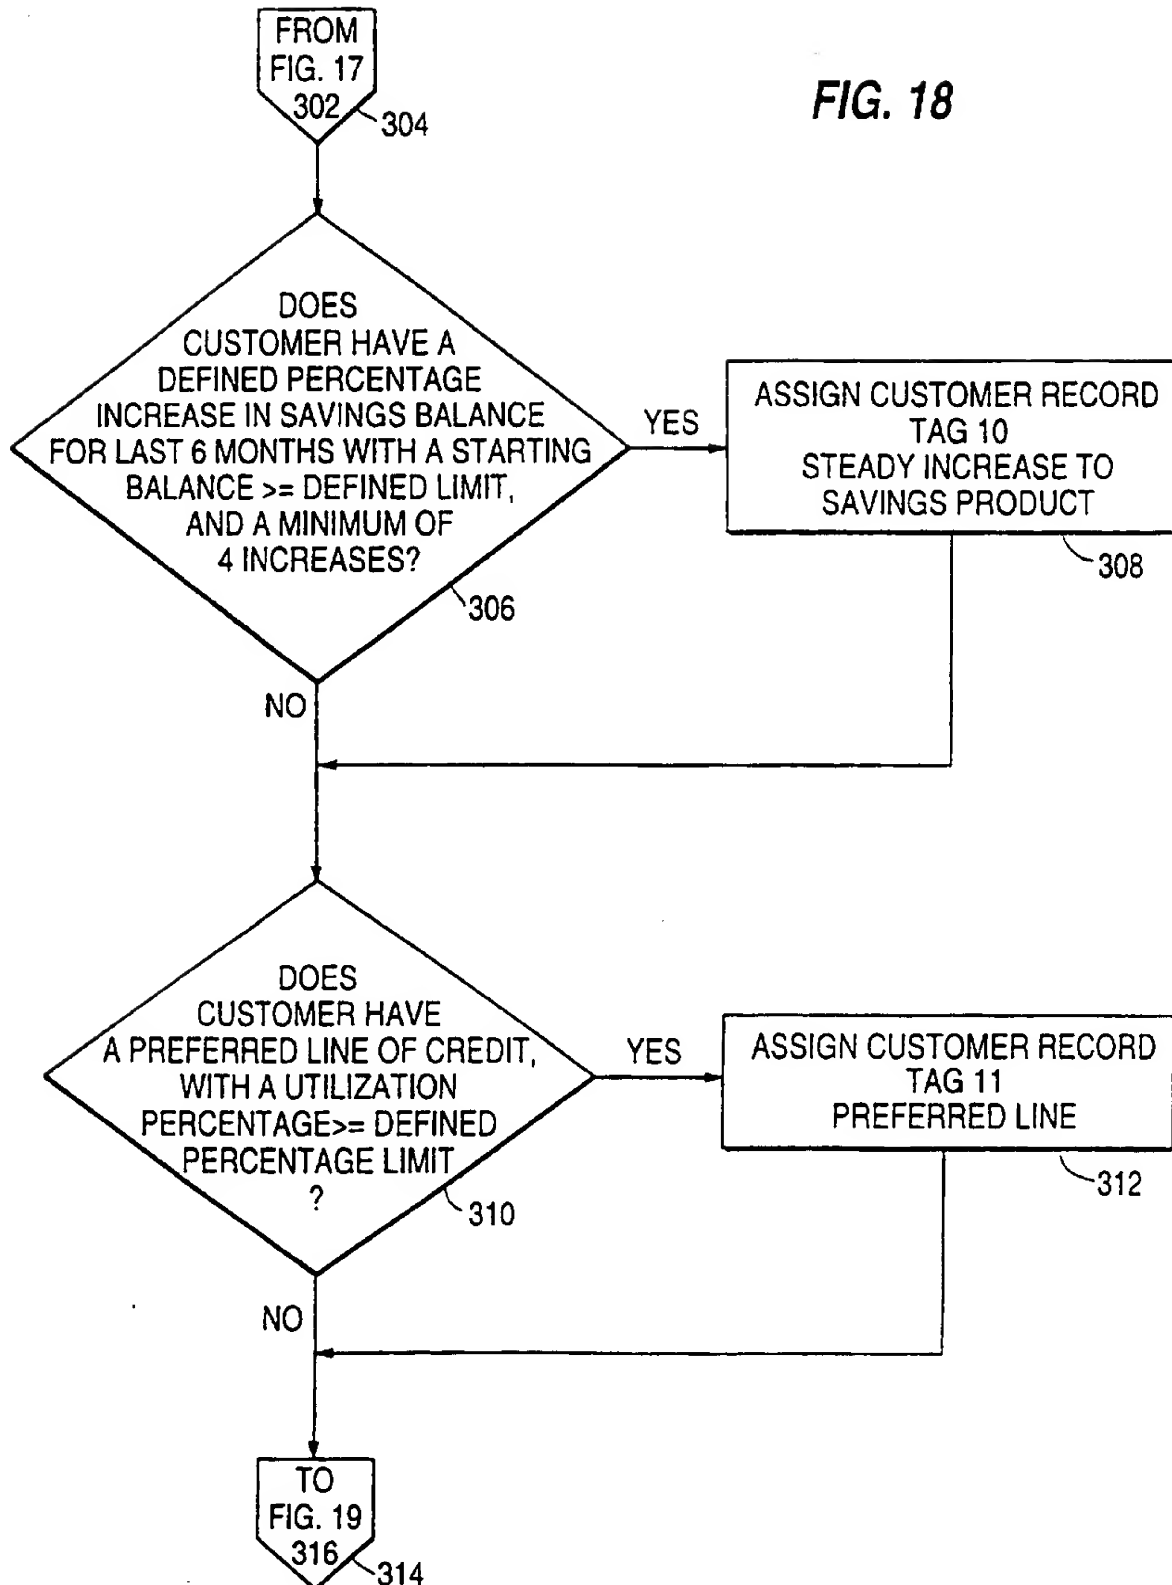 FROM
FIG. 17
302
304
FIG. 18
DOES
CUSTOMER HAVE A
DEFINED PERCENTAGE
INCREASE IN SAVINGS BALANCE
FOR LAST 6 MONTHS WITH A STARTING
BALANCE >= DEFINED LIMIT,
AND A MINIMUM OF
4 INCREASES?
306
YES
ASSIGN CUSTOMER RECORD
TAG 10
STEADY INCREASE TO
SAVINGS PRODUCT
308
NO
DOES
CUSTOMER HAVE
A PREFERRED LINE OF CREDIT,
WITH A UTILIZATION
PERCENTAGE>= DEFINED
PERCENTAGE LIMIT
?
310
YES
ASSIGN CUSTOMER RECORD
TAG 11
PREFERRED LINE
312
NO
TO
FIG. 19
316
314